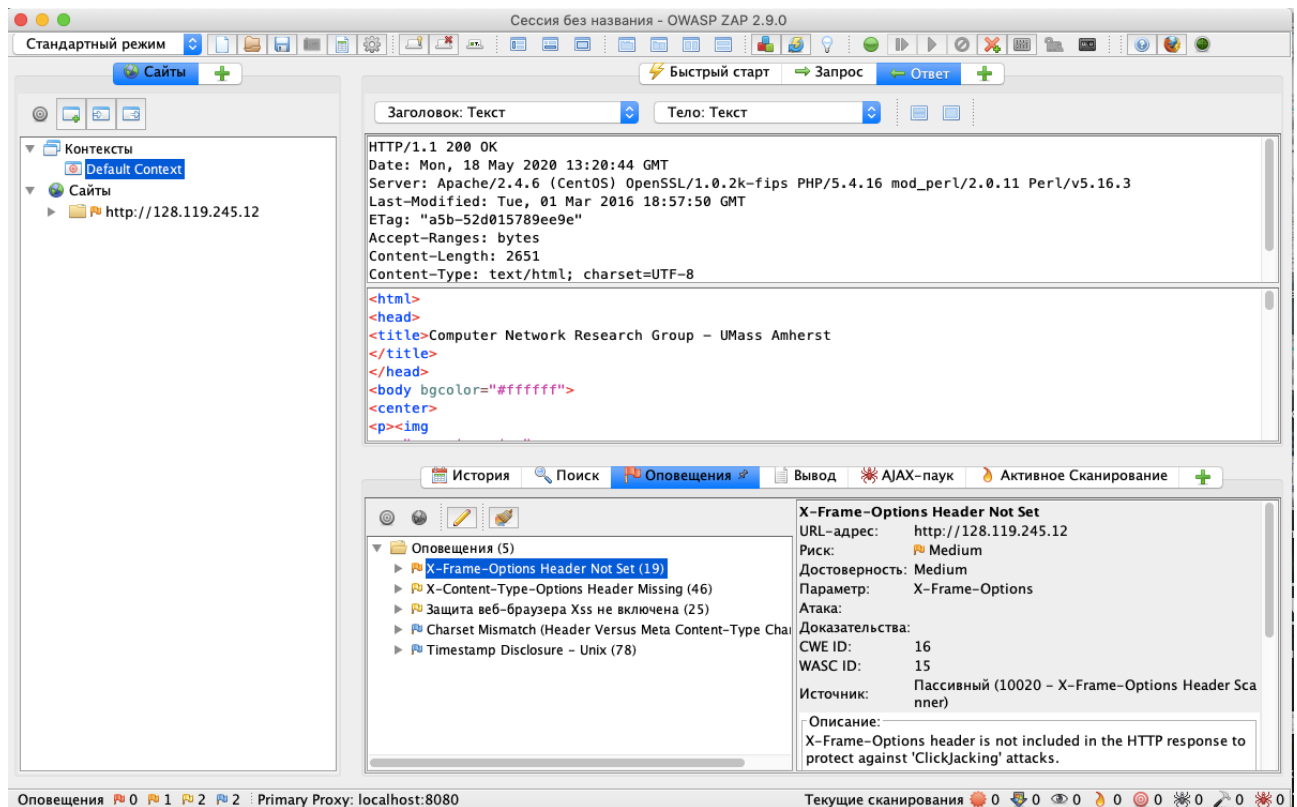 Сессия без названия - OWASP ZAP 2.9.0
Стандартный режим
Сайты
Быстрый старт
Запрос
Ответ
Заголовок: Текст
Тело: Текст
Контексты
Default Context
Сайты
http://128.119.245.12
HTTP/1.1 200 OK
Date: Mon, 18 May 2020 13:20:44 GMT
Server: Apache/2.4.6 (CentOS) OpenSSL/1.0.2k-fips PHP/5.4.16 mod_perl/2.0.11 Perl/v5.16.3
Last-Modified: Tue, 01 Mar 2016 18:57:50 GMT
ETag: "a5b-52d015789ee9e"
Accept-Ranges: bytes
Content-Length: 2651
Content-Type: text/html; charset=UTF-8
<html>
<head>
<title>Computer Network Research Group - UMass Amherst
</title>
</head>
<body bgcolor="#ffffff">
<center>
<p><img
История
Поиск
Оповещения
Вывод
AJAX-паук
Активное Сканирование
Оповещения (5)
X-Frame-Options Header Not Set (19)
X-Content-Type-Options Header Missing (46)
Защита веб-браузера Xss не включена (25)
Charset Mismatch (Header Versus Meta Content-Type Cha
Timestamp Disclosure - Unix (78)
X-Frame-Options Header Not Set
URL-адрес: http://128.119.245.12
Риск: Medium
Достоверность: Medium
Параметр: X-Frame-Options
Атака:
Доказательства:
CWE ID: 16
WASC ID: 15
Источник: Пассивный (10020 - X-Frame-Options Header Sca
nner)
Описание:
X-Frame-Options header is not included in the HTTP response to
protect against 'ClickJacking' attacks.
Оповещения 0 1 2 2 Primary Proxy: localhost:8080
Текущие сканирования 0 0 0 0 0 0 0 0